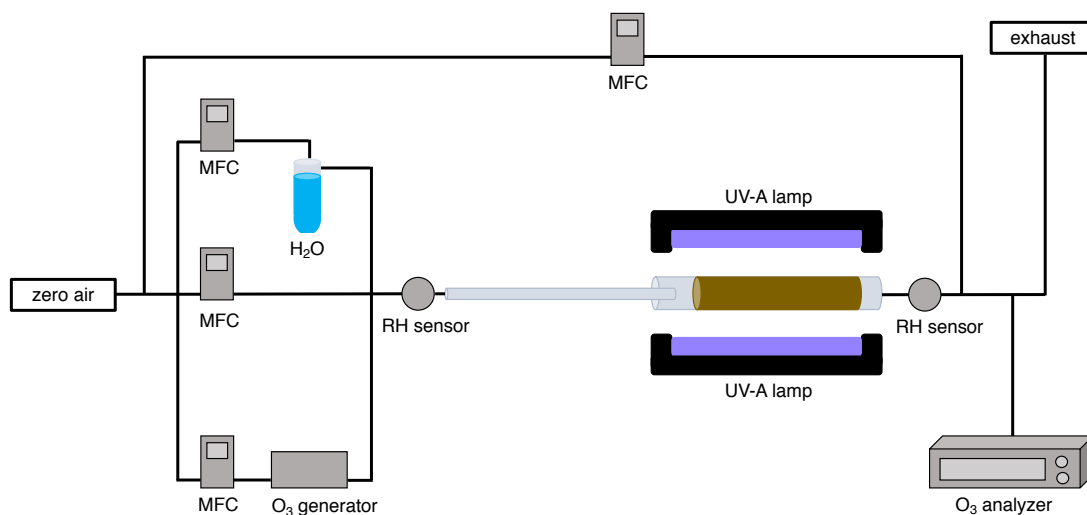 exhaust
MFC
MFC
H₂O
UV-A lamp
zero air
MFC
RH sensor
RH sensor
UV-A lamp
MFC
O₃ generator
O₃ analyzer